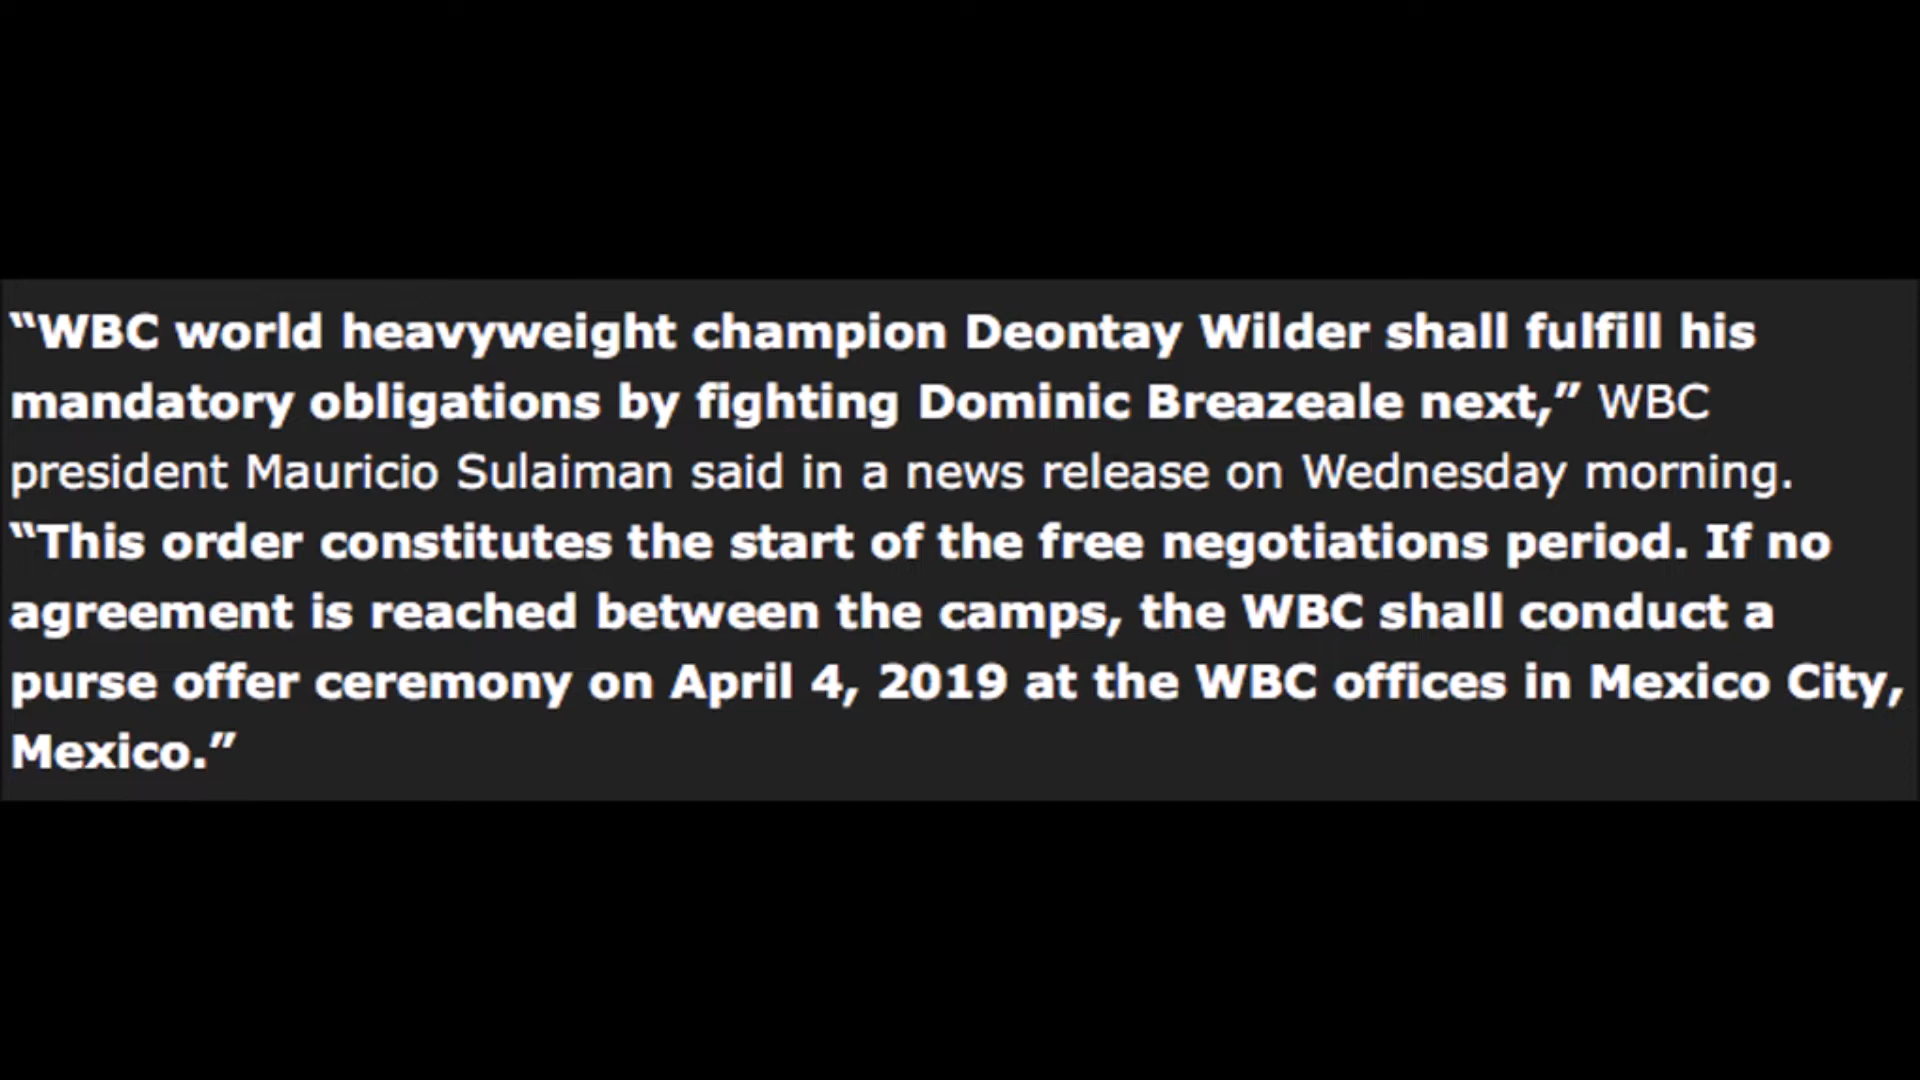 “WBC world heavyweight champion Deontay Wilder shall fulfill his
mandatory obligations by fighting Dominic Breazeale next,” WBC
president Mauricio Sulaiman said in a news release on Wednesday morning.
“This order constitutes the start of the free negotiations period. If no
agreement is reached between the camps, the WBC shall conduct a
purse offer ceremony on April 4, 2019 at the WBC offices in Mexico City,
Mexico.”